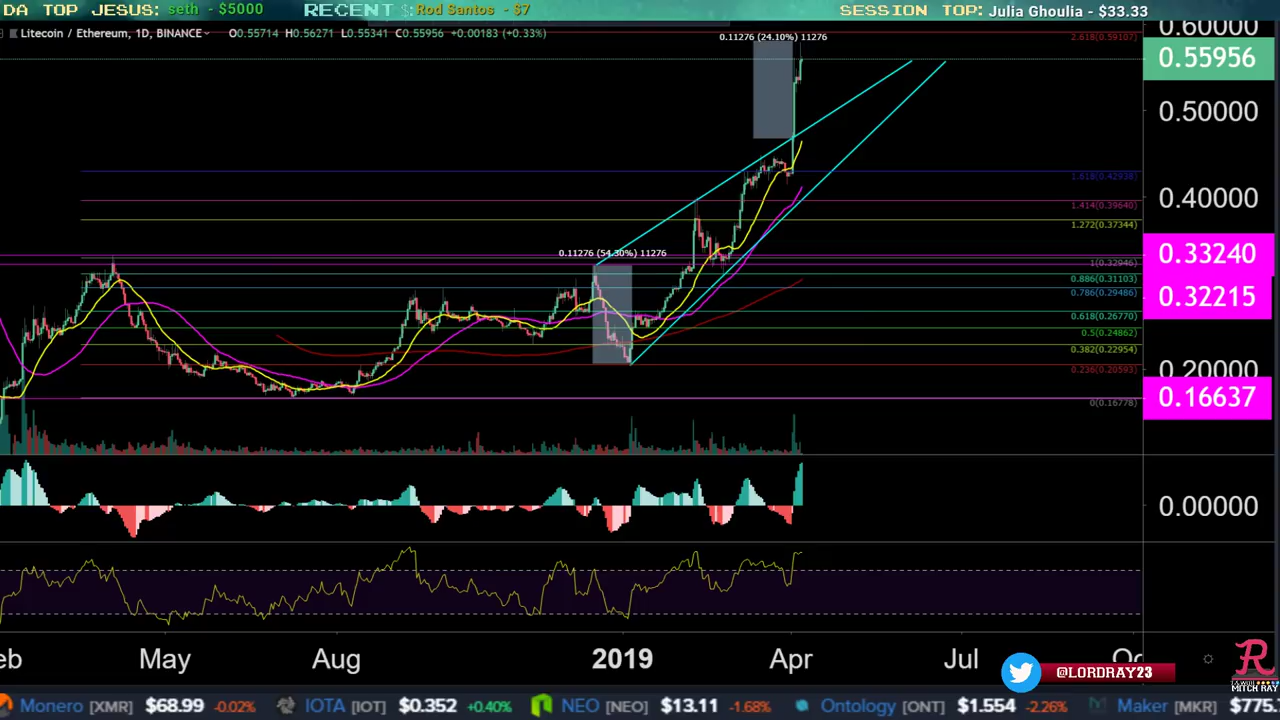 DA TOP JESUS: seth - $5000 RECENT $: Rod Santos - $7 SESSION TOP: Julia Ghoulia - $33.33
Litecoin / Ethereum, 1D, BINANCE O0.55714 H0.56271 L0.55341 C0.55956 +0.00183 (+0.33%)
0.11276 (24.10%) 11276
2.618(0.59107)
0.60000
0.55956
0.50000
1.618(0.42938)
0.40000
1.414(0.39640)
1.272(0.37344)
0.11276 (54.30%) 11276
0.33240
1(0.32946)
0.886(0.31103)
0.786(0.29486)
0.32215
0.618(0.26770)
0.5(0.24862)
0.382(0.22954)
0.236(0.20593)
0.20000
0.16637
0(0.16778)
0.00000
eb May Aug 2019 Apr Jul Oc
@LORDRAY23
R
MITCH RAY
Monero [XMR] $68.99 -0.02% IOTA [IOT] $0.352 +0.40% NEO [NEO] $13.11 -1.68% Ontology [ONT] $1.554 -2.26% Maker [MKR] $775.